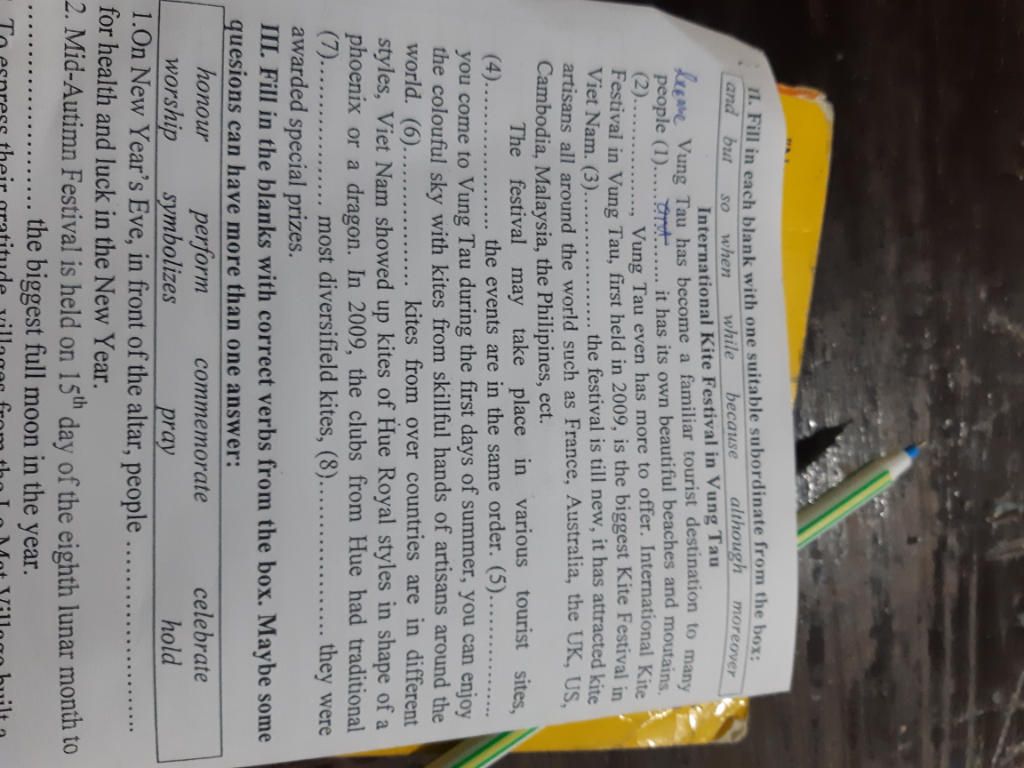 II. Fill in each blank with one suitable subordinate from the box:
and but so when while because although moreover
International Kite Festival in Vung Tau
Vung Tau has become a familiar tourist destination to many
people (1)............... it has its own beautiful beaches and moutains.
(2)..............., Vung Tau even has more to offer. International Kite
Festival in Vung Tau, first held in 2009, is the biggest Kite Festival in
Viet Nam. (3)................. the festival is till new, it has attracted kite
artisans all around the world such as France, Australia, the UK, US,
Cambodia, Malaysia, the Philipines, ect.
The festival may take place in various tourist sites,
(4)................. the events are in the same order. (5).................
you come to Vung Tau during the first days of summer, you can enjoy
the colouful sky with kites from skillful hands of artisans around the
world. (6)................. kites from over countries are in different
styles, Viet Nam showed up kites of Hue Royal styles in shape of a
phoenix or a dragon. In 2009, the clubs from Hue had traditional
(7)................. most diversifield kites, (8)...................... they were
awarded special prizes.
III. Fill in the blanks with correct verbs from the box. Maybe some
quesions can have more than one answer:
honour perform commemorate celebrate
worship symbolizes pray hold
1.On New Year's Eve, in front of the altar, people ......................
for health and luck in the New Year.
2. Mid-Autimn Festival is held on 15th day of the eighth lunar month to
...................... the biggest full moon in the year.
To espress their gratitude, villages from the Le Mat Village built a